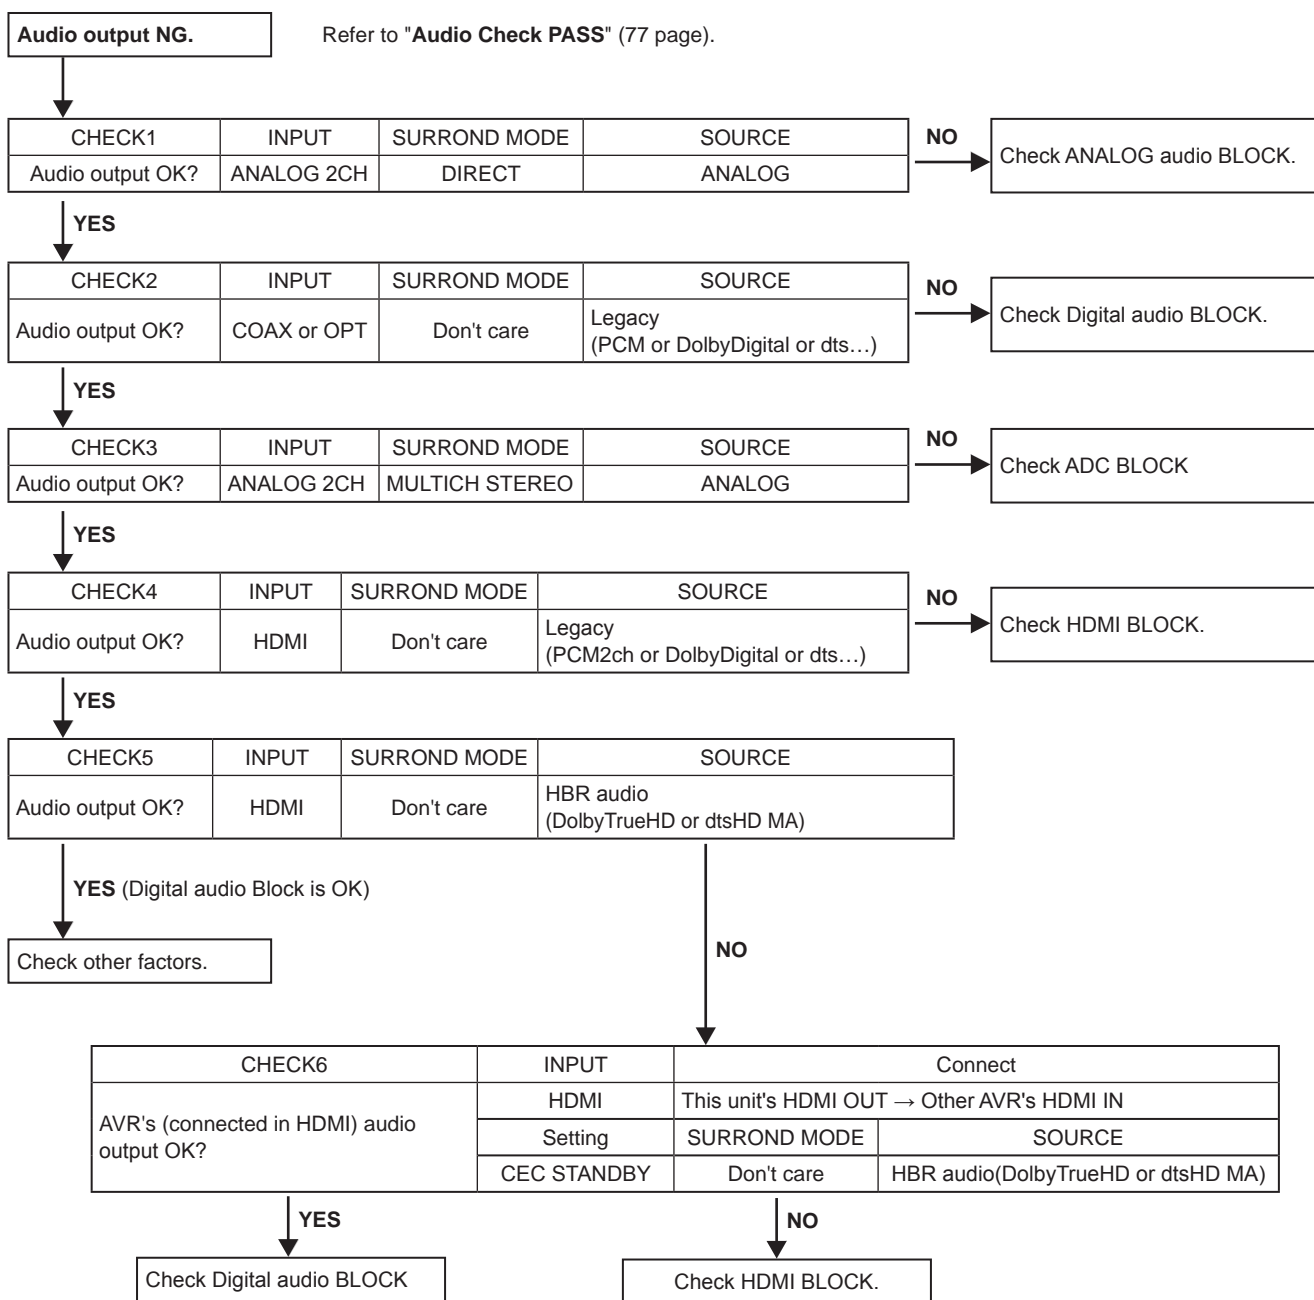 Audio output NG.
Refer to "Audio Check PASS" (77 page).
CHECK1 INPUT SURROND MODE SOURCE
Audio output OK? ANALOG 2CH DIRECT ANALOG
NO
Check ANALOG audio BLOCK.
YES
CHECK2 INPUT SURROND MODE SOURCE
Audio output OK? COAX or OPT Don't care Legacy
(PCM or DolbyDigital or dts…)
NO
Check Digital audio BLOCK.
YES
CHECK3 INPUT SURROND MODE SOURCE
Audio output OK? ANALOG 2CH MULTICH STEREO ANALOG
NO
Check ADC BLOCK
YES
CHECK4 INPUT SURROND MODE SOURCE
Audio output OK? HDMI Don't care Legacy
(PCM2ch or DolbyDigital or dts…)
NO
Check HDMI BLOCK.
YES
CHECK5 INPUT SURROND MODE SOURCE
Audio output OK? HDMI Don't care HBR audio
(DolbyTrueHD or dtsHD MA)
YES (Digital audio Block is OK)
Check other factors.
NO
CHECK6 INPUT Connect
AVR's (connected in HDMI) audio
output OK?
HDMI This unit's HDMI OUT → Other AVR's HDMI IN
Setting SURROND MODE SOURCE
CEC STANDBY Don't care HBR audio(DolbyTrueHD or dtsHD MA)
YES
NO
Check Digital audio BLOCK
Check HDMI BLOCK.